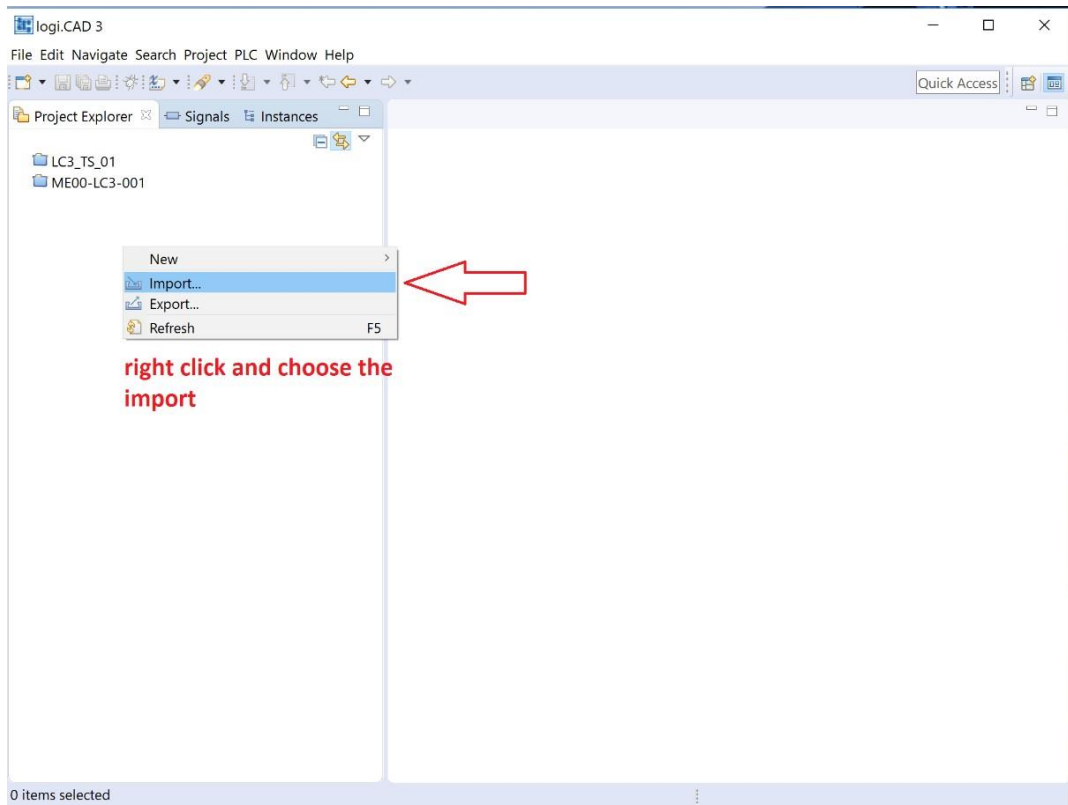 logi.CAD 3
File Edit Navigate Search Project PLC Window Help
Quick Access
Project Explorer Signals Instances
LC3_TS_01
ME00-LC3-001
New
Import...
Export...
Refresh F5
right click and choose the
import
0 items selected